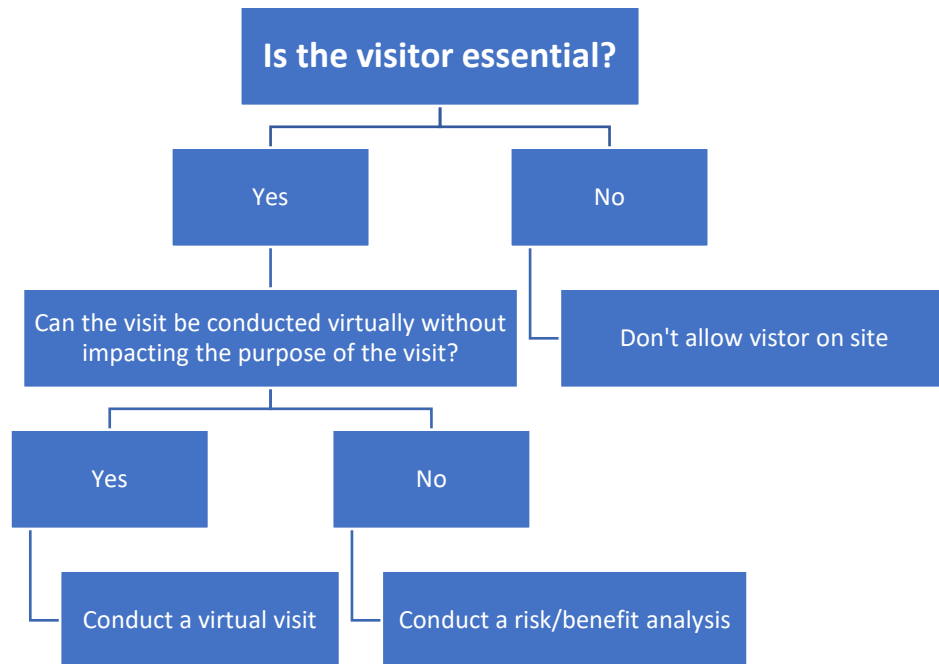 Is the visitor essential?
Yes
No
Can the visit be conducted virtually without
impacting the purpose of the visit?
Don't allow vistor on site
Yes
No
Conduct a virtual visit
Conduct a risk/benefit analysis